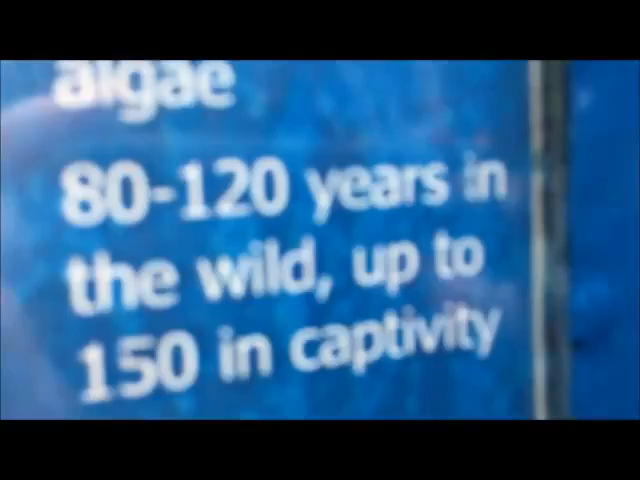 algae
80-120 years in
the wild, up to
150 in captivity